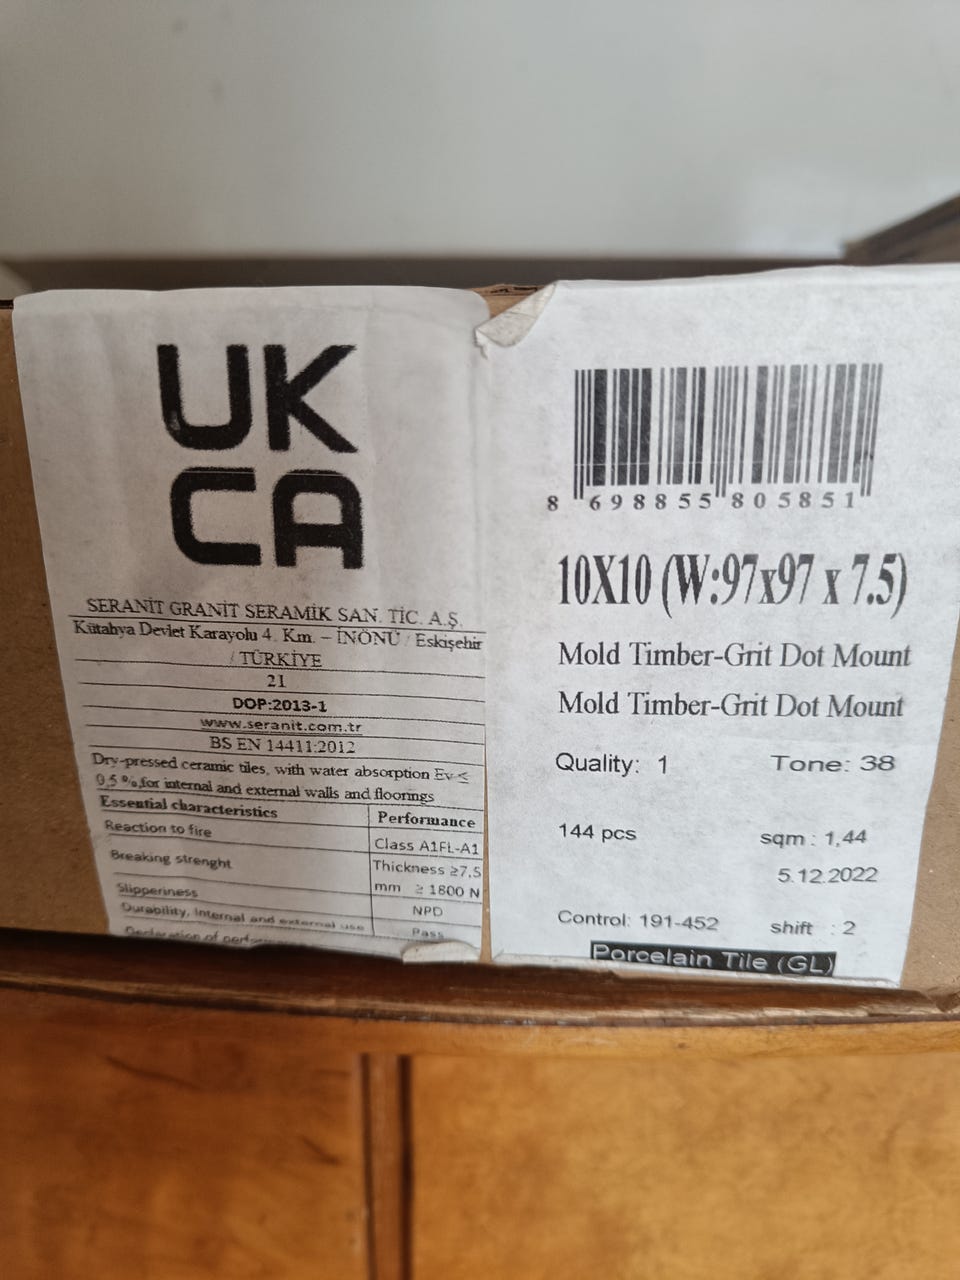 UK
CA
SERANİT GRANİT SERAMİK SAN. TİC. A.Ş.
Kütahya Devlet Karayolu 4. Km. – İNÖNÜ / Eskişehir
/ TÜRKİYE
21
DOP:2013-1
www.seranit.com.tr
BS EN 14411:2012
Dry-pressed ceramic tiles, with water absorption Ev ≤
0,5 %,for internal and external walls and floorings
Essential characteristics Performance
Reaction to fire Class A1FL-A1
Breaking strenght Thickness ≥7,5
mm ≥ 1800 N
Slipperiness NPD
Durability, Internal and external use Pass
Declaration of
8 698855 805851
10X10 (W:97x97 x 7.5)
Mold Timber-Grit Dot Mount
Mold Timber-Grit Dot Mount
Quality: 1 Tone: 38
144 pcs sqm : 1,44
5.12.2022
Control: 191-452 shift : 2
Porcelain Tile (GL)